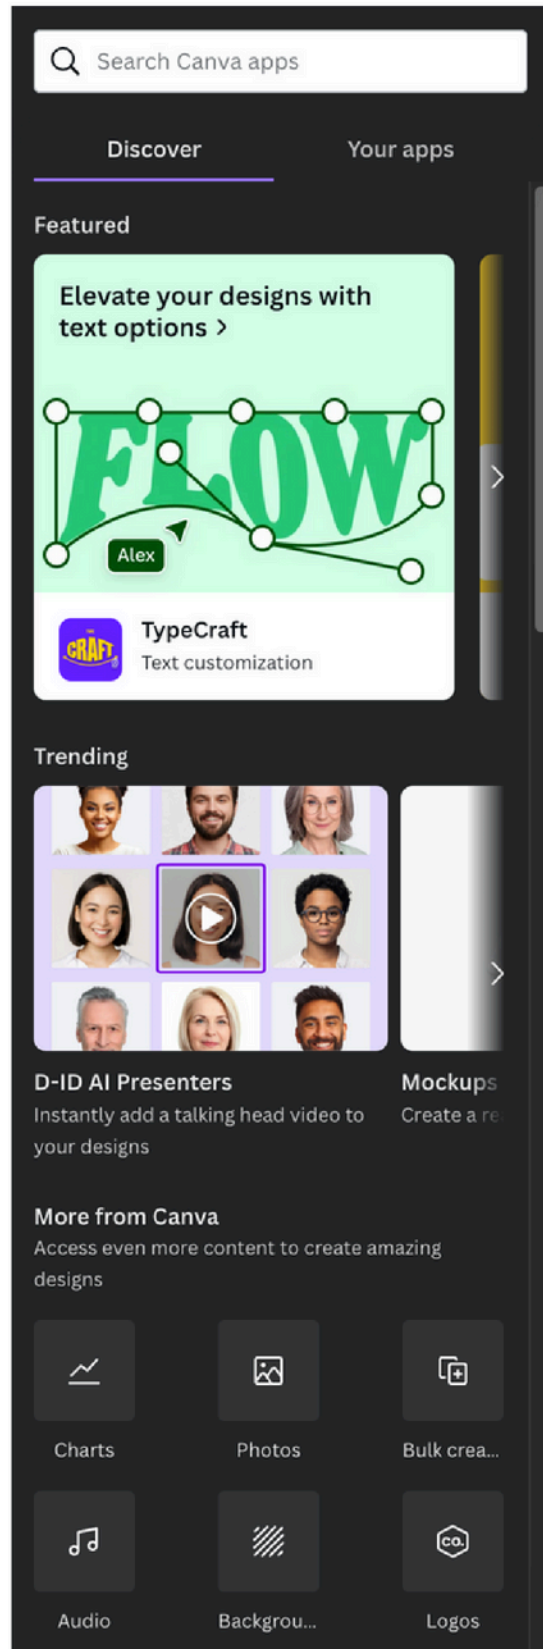 Search Canva apps
Discover
Your apps
Featured
Elevate your designs with
text options >
FLOW
Alex
THE
CRAFT
TypeCraft
Text customization
Trending
D-ID AI Presenters
Instantly add a talking head video to
your designs
Mockups
Create a re
More from Canva
Access even more content to create amazing
designs
Charts
Photos
Bulk crea...
Audio
Backgrou...
CO.
Logos